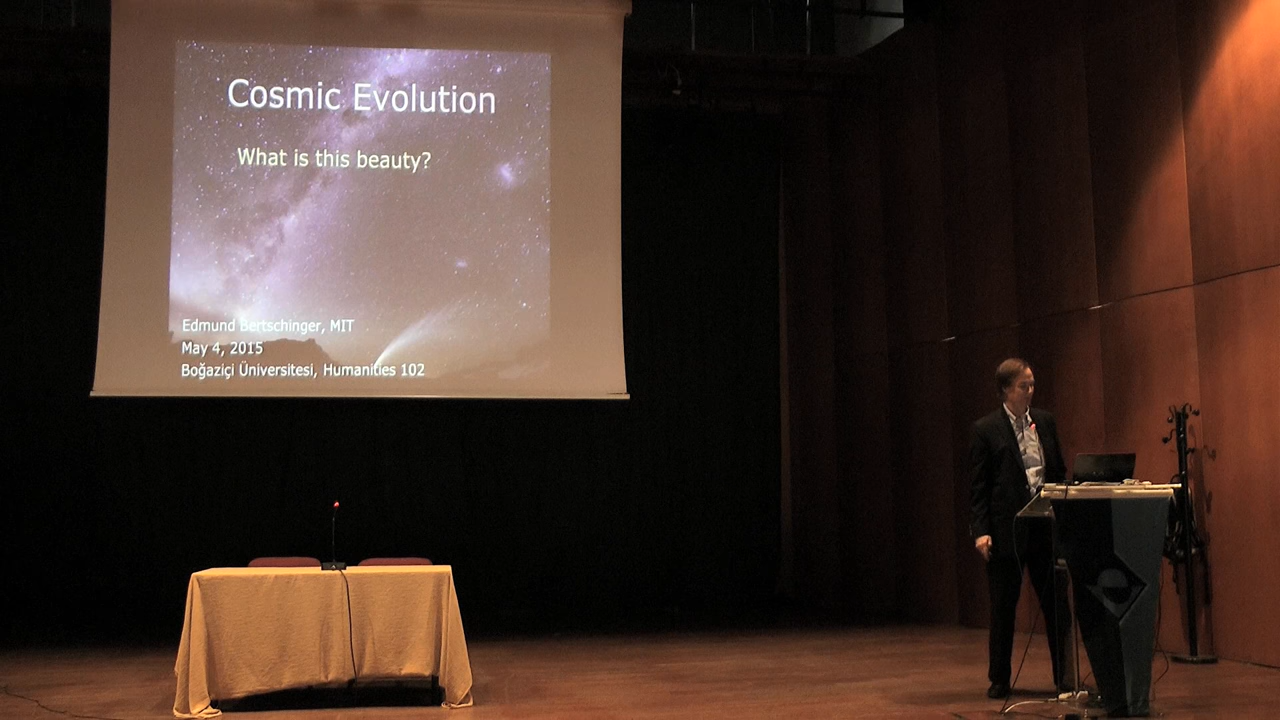 Cosmic Evolution
What is this beauty?
Edmund Bertschinger, MIT
May 4, 2015
Boğaziçi Üniversitesi, Humanities 102